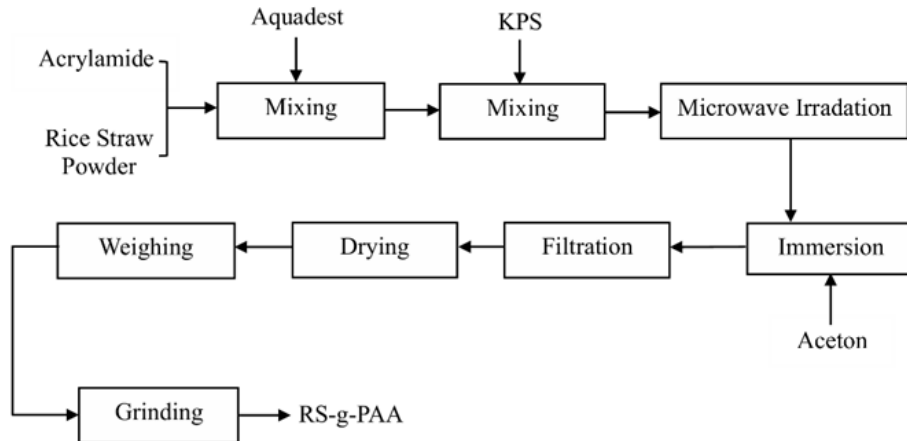 Aquadest
KPS
Acrylamide
Rice Straw
Powder
Mixing
Mixing
Microwave Irradation
Weighing
Drying
Filtration
Immersion
Aceton
Grinding
RS-g-PAA